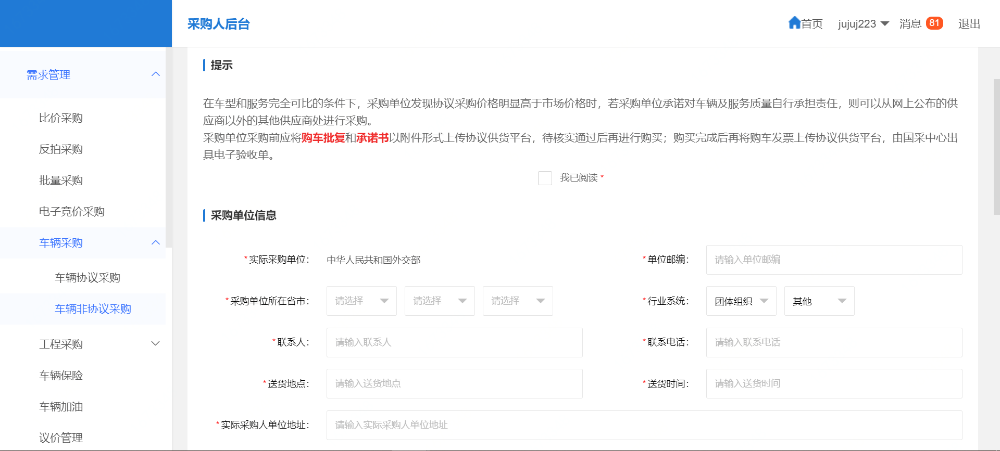 采购人后台
首页 jujuj223 消息 81 退出
需求管理
比价采购
反拍采购
批量采购
电子竞价采购
车辆采购
车辆协议采购
车辆非协议采购
工程采购
车辆保险
车辆加油
议价管理
提示
在车型和服务完全可比的条件下，采购单位发现协议采购价格明显高于市场价格时，若采购单位承诺对车辆及服务质量自行承担责任，则可以从网上公布的供
应商以外的其他供应商处进行采购。
采购单位采购前应将购车批复和承诺书以附件形式上传协议供货平台，待核实通过后再进行购买；购买完成后再将购车发票上传协议供货平台，由国采中心出
具电子验收单。
我已阅读 *
采购单位信息
*实际采购单位： 中华人民共和国外交部 *单位邮编： 请输入单位邮编
*采购单位所在省市： 请选择 请选择 请选择 *行业系统： 团体组织 其他
*联系人： 请输入联系人 *联系电话： 请输入联系电话
*送货地点： 请输入送货地点 *送货时间： 请输入送货时间
*实际采购人单位地址： 请输入实际采购人单位地址